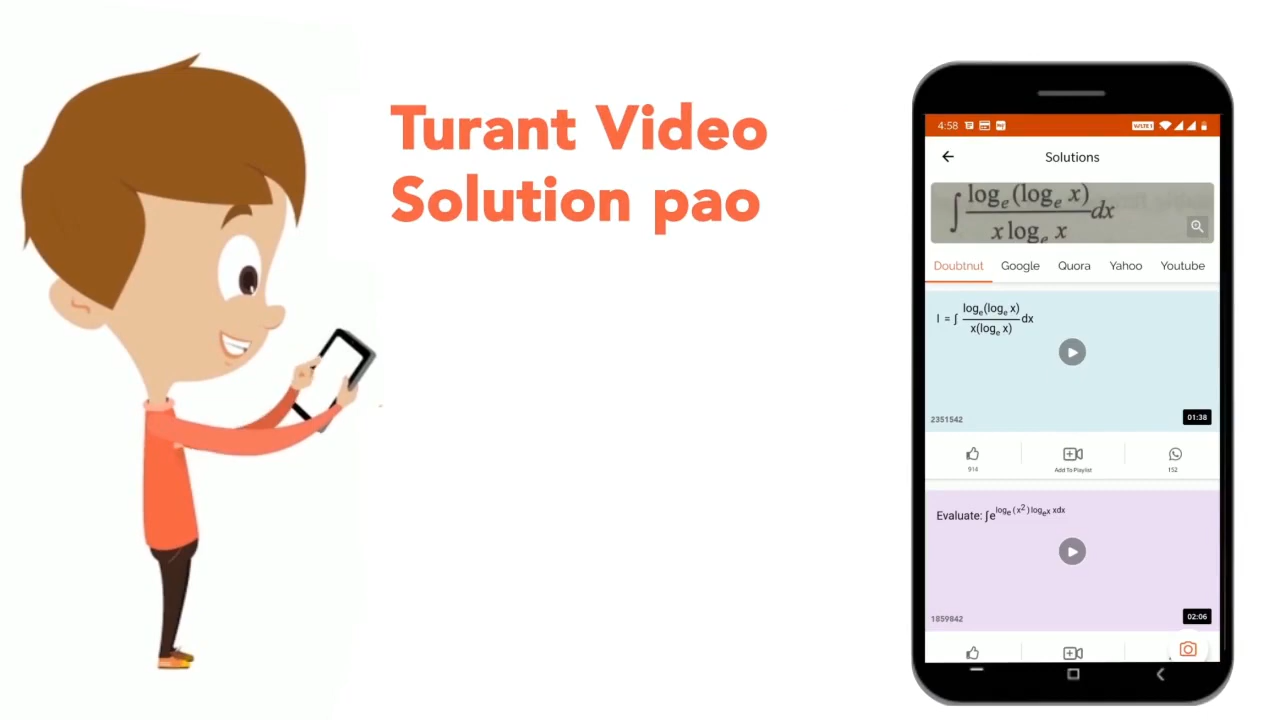 Turant Video
Solution pao
4:58
Solutions
∫ logₑ(logₑ x) / x logₑ x dx
Doubtnut Google Quora Yahoo Youtube
I = ∫ logₑ(logₑ x) / x(logₑ x) dx
2351542 01:38
914 Add To Playlist 152
Evaluate: ∫e^logₑ(x²)logₑx xdx
1859842 02:06